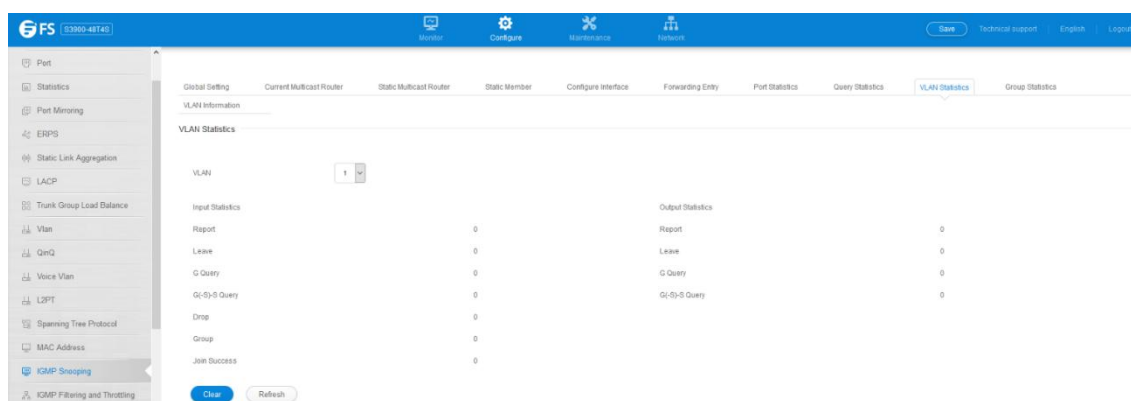 FS S3900-48T4S
Monitor Configure Maintenance Network
Save Technical support English Logout
Port
Statistics
Port Mirroring
ERPS
Static Link Aggregation
LACP
Trunk Group Load Balance
Vlan
QinQ
Voice Vlan
L2PT
Spanning Tree Protocol
MAC Address
IGMP Snooping
IGMP Filtering and Throttling
Global Setting Current Multicast Router Static Multicast Router Static Member Configure Interface Forwarding Entry Port Statistics Query Statistics VLAN Statistics Group Statistics
VLAN Information
VLAN Statistics
VLAN 1
Input Statistics Output Statistics
Report 0 Report 0
Leave 0 Leave 0
G Query 0 G Query 0
G(-S)-S Query 0 G(-S)-S Query 0
Drop 0
Group 0
Join Success 0
Clear Refresh